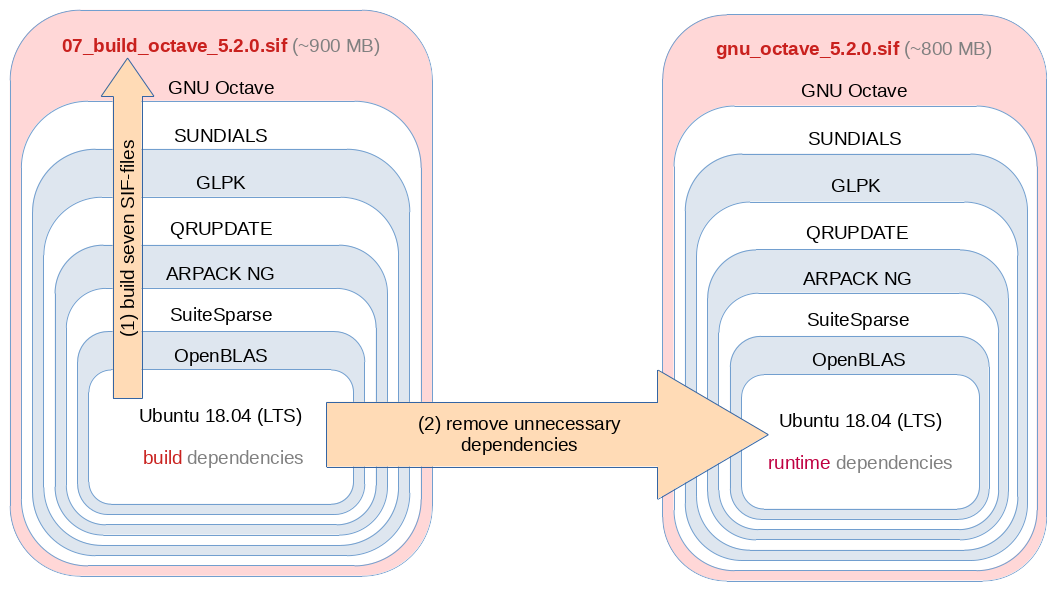 07_build_octave_5.2.0.sif (~900 MB)
GNU Octave
SUNDIALS
GLPK
QRUPDATE
ARPACK NG
SuiteSparse
OpenBLAS
Ubuntu 18.04 (LTS)
build dependencies
(1) build seven SIF-files
(2) remove unnecessary
dependencies
gnu_octave_5.2.0.sif (~800 MB)
GNU Octave
SUNDIALS
GLPK
QRUPDATE
ARPACK NG
SuiteSparse
OpenBLAS
Ubuntu 18.04 (LTS)
runtime dependencies